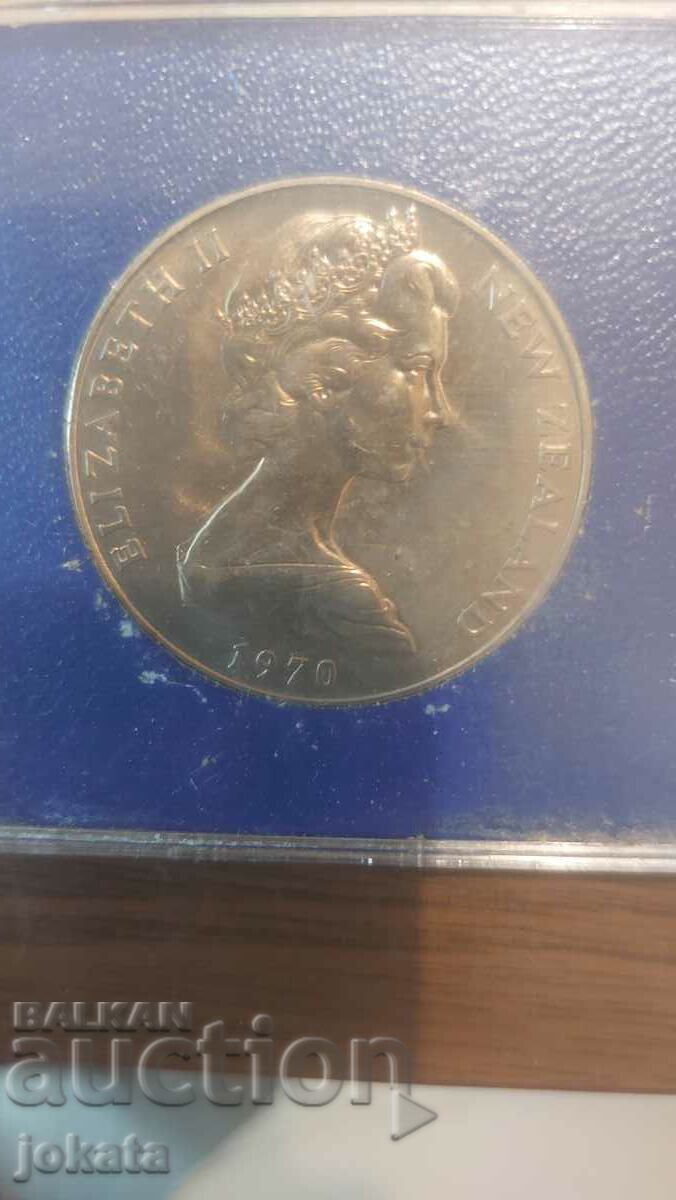 ELIZABETH II
NEW ZEALAND
1970
BALKAN
auction
jokata